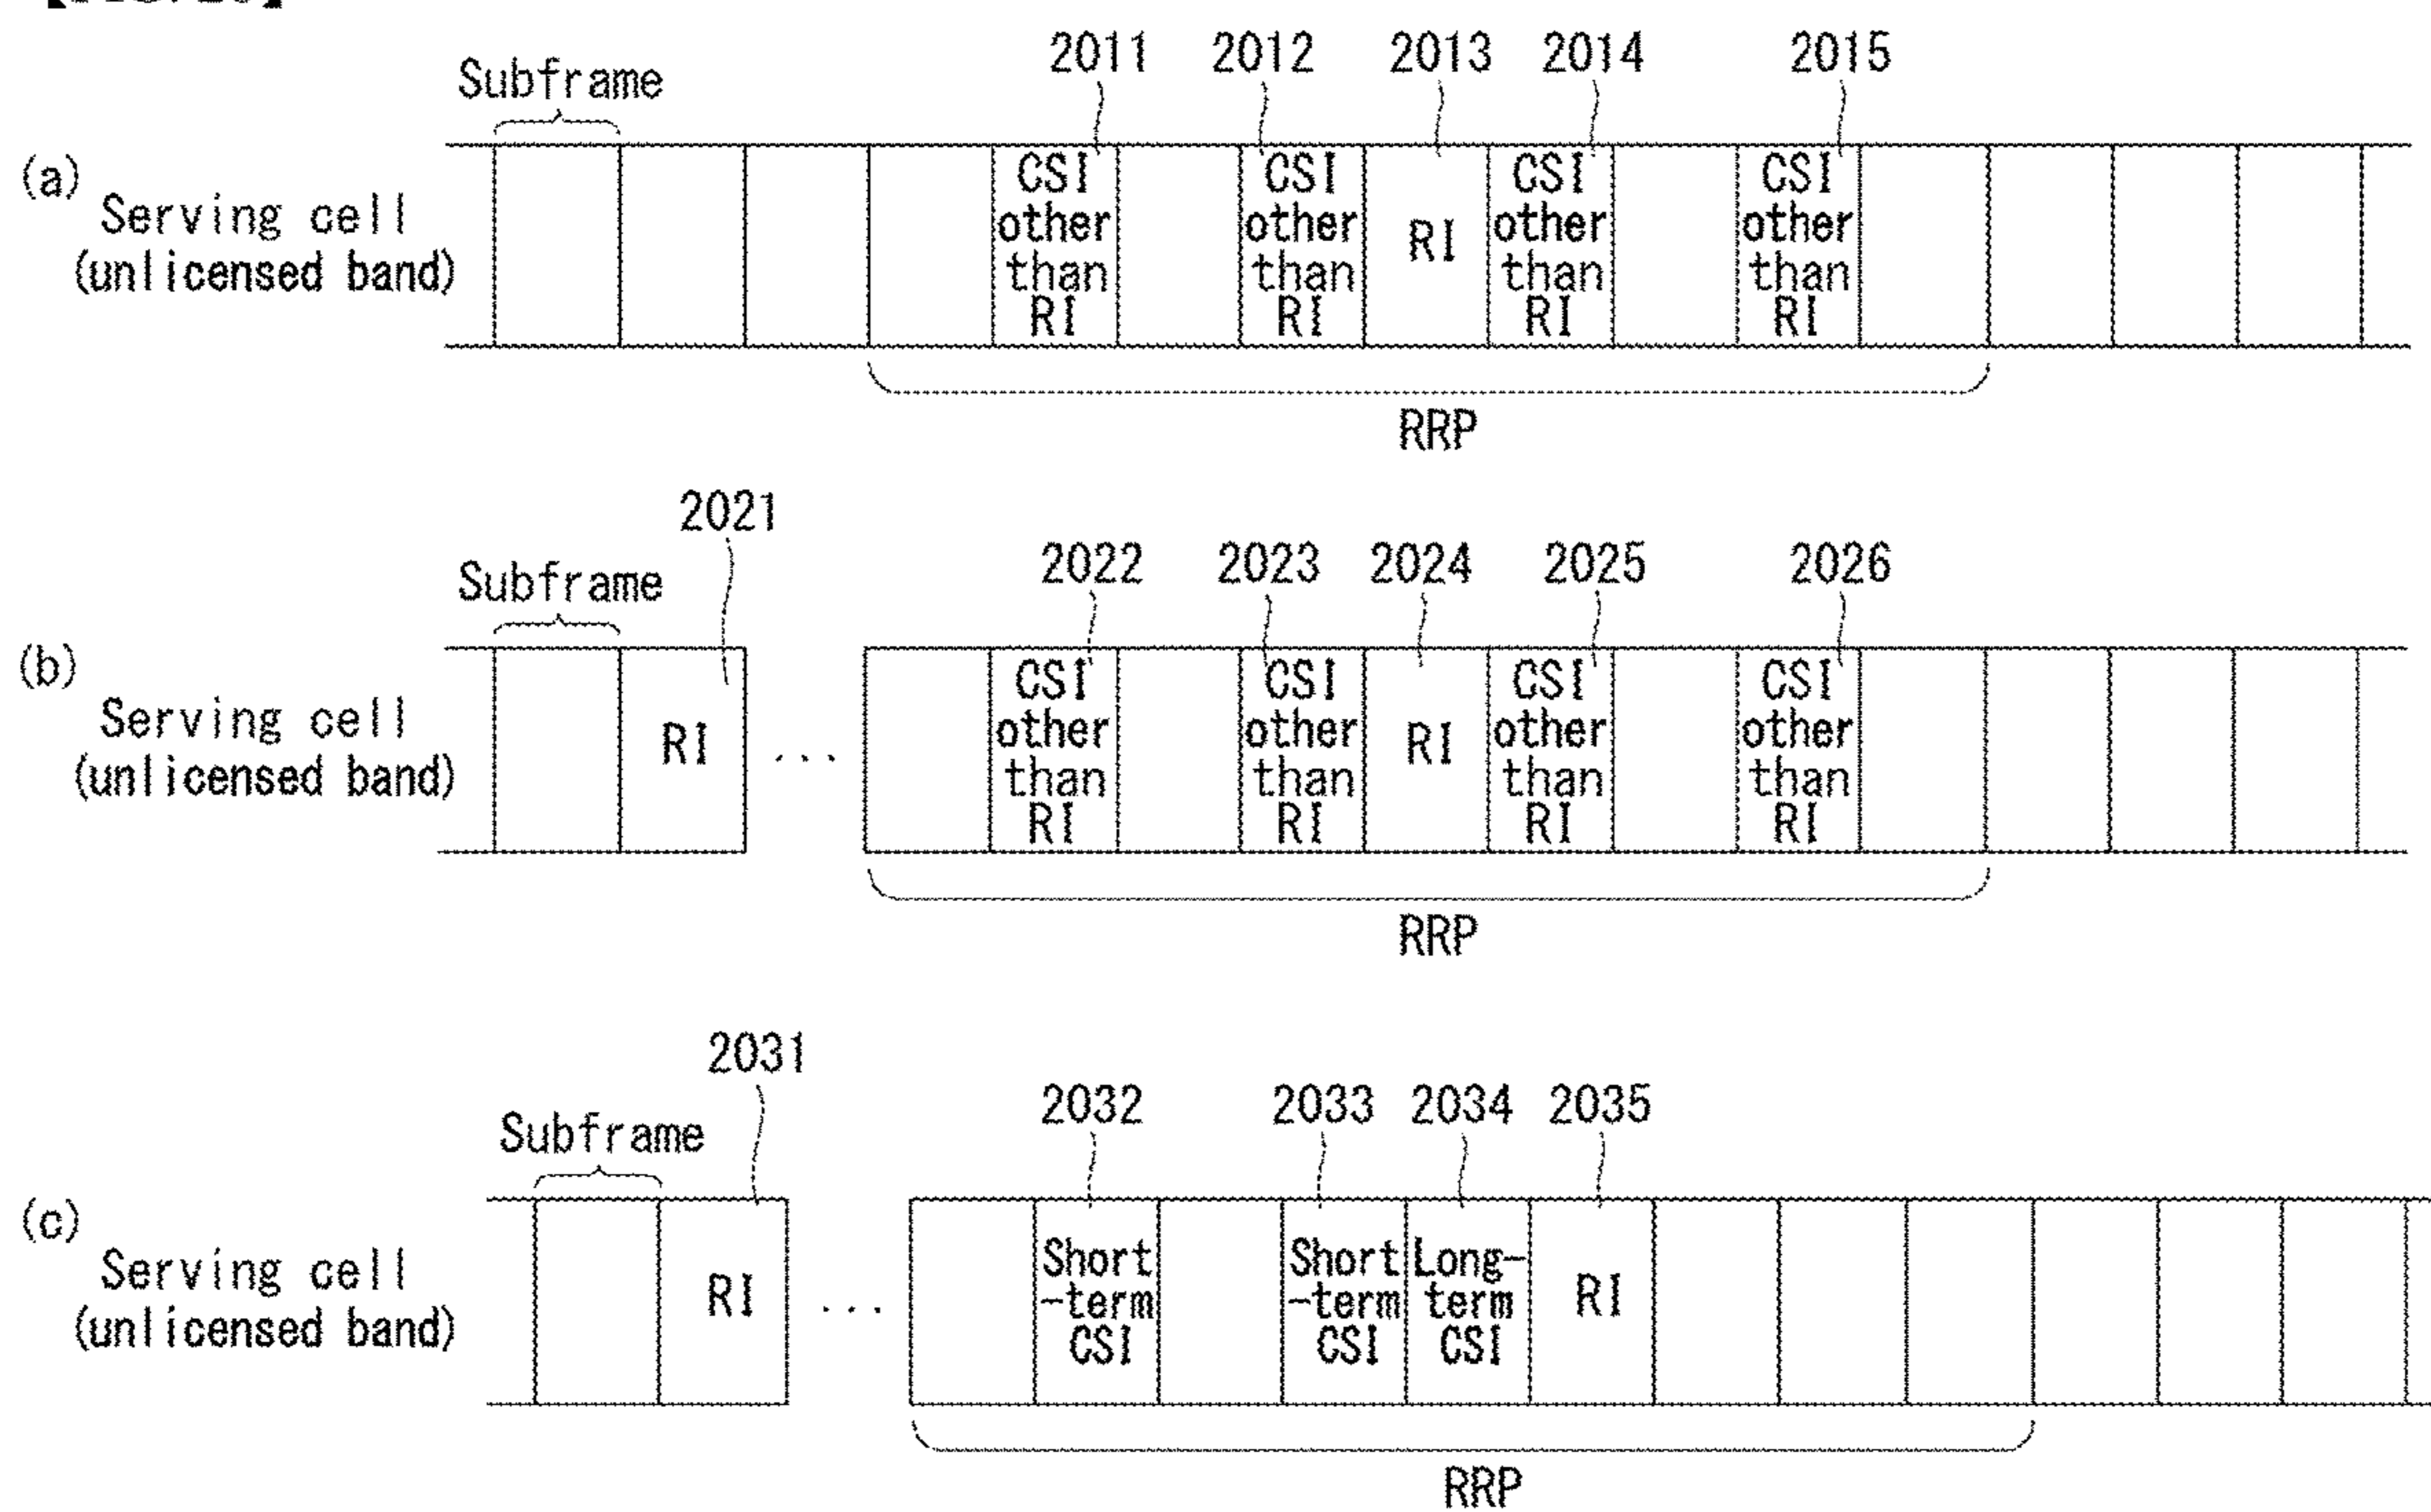 2011 2012 2013 2014 2015
Subframe
(a)
Serving cell
(unlicensed band)
CSI other than RI
CSI other than RI
RI
CSI other than RI
CSI other than RI
RRP
2021
2022 2023 2024 2025 2026
Subframe
(b)
Serving cell
(unlicensed band)
RI
...
CSI other than RI
CSI other than RI
RI
CSI other than RI
CSI other than RI
RRP
2031
2032 2033 2034 2035
Subframe
(c)
Serving cell
(unlicensed band)
RI
...
Short-term CSI
Short-term CSI
Long-term CSI
RI
RRP